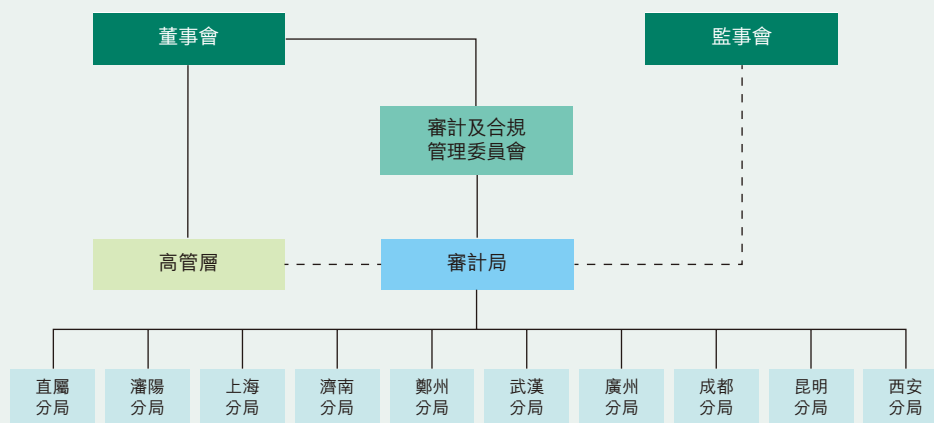 董事會
監事會
審計及合規
管理委員會
高管層
審計局
直屬
分局
瀋陽
分局
上海
分局
濟南
分局
鄭州
分局
武漢
分局
廣州
分局
成都
分局
昆明
分局
西安
分局